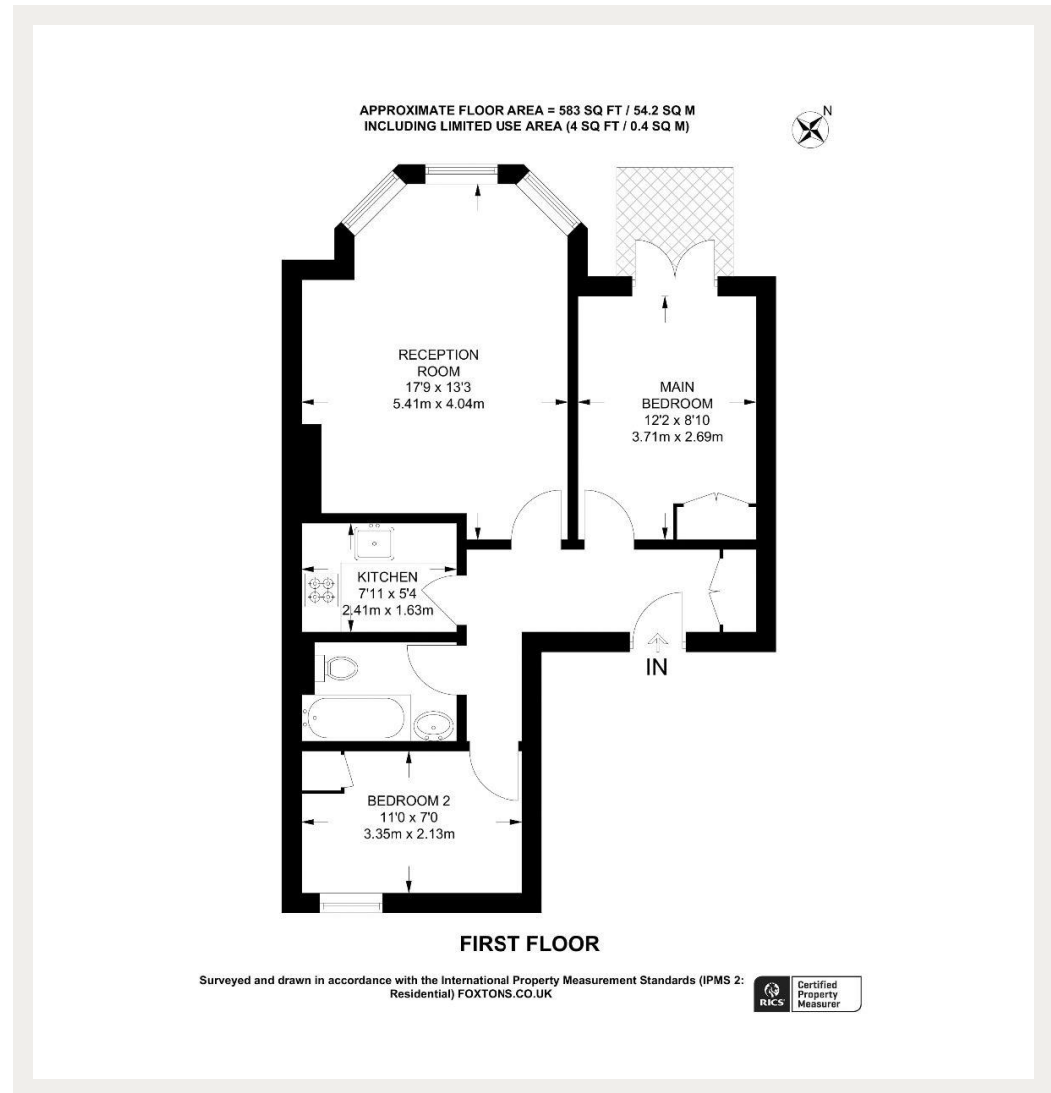 APPROXIMATE FLOOR AREA = 583 SQ FT / 54.2 SQ M
INCLUDING LIMITED USE AREA (4 SQ FT / 0.4 SQ M)
N
RECEPTION
ROOM
17'9 x 13'3
5.41m x 4.04m
MAIN
BEDROOM
12'2 x 8'10
3.71m x 2.69m
KITCHEN
7'11 x 5'4
2.41m x 1.63m
IN
BEDROOM 2
11'0 x 7'0
3.35m x 2.13m
FIRST FLOOR
Surveyed and drawn in accordance with the International Property Measurement Standards (IPMS 2:
Residential) FOXTONS.CO.UK
RICS
Certified
Property
Measurer